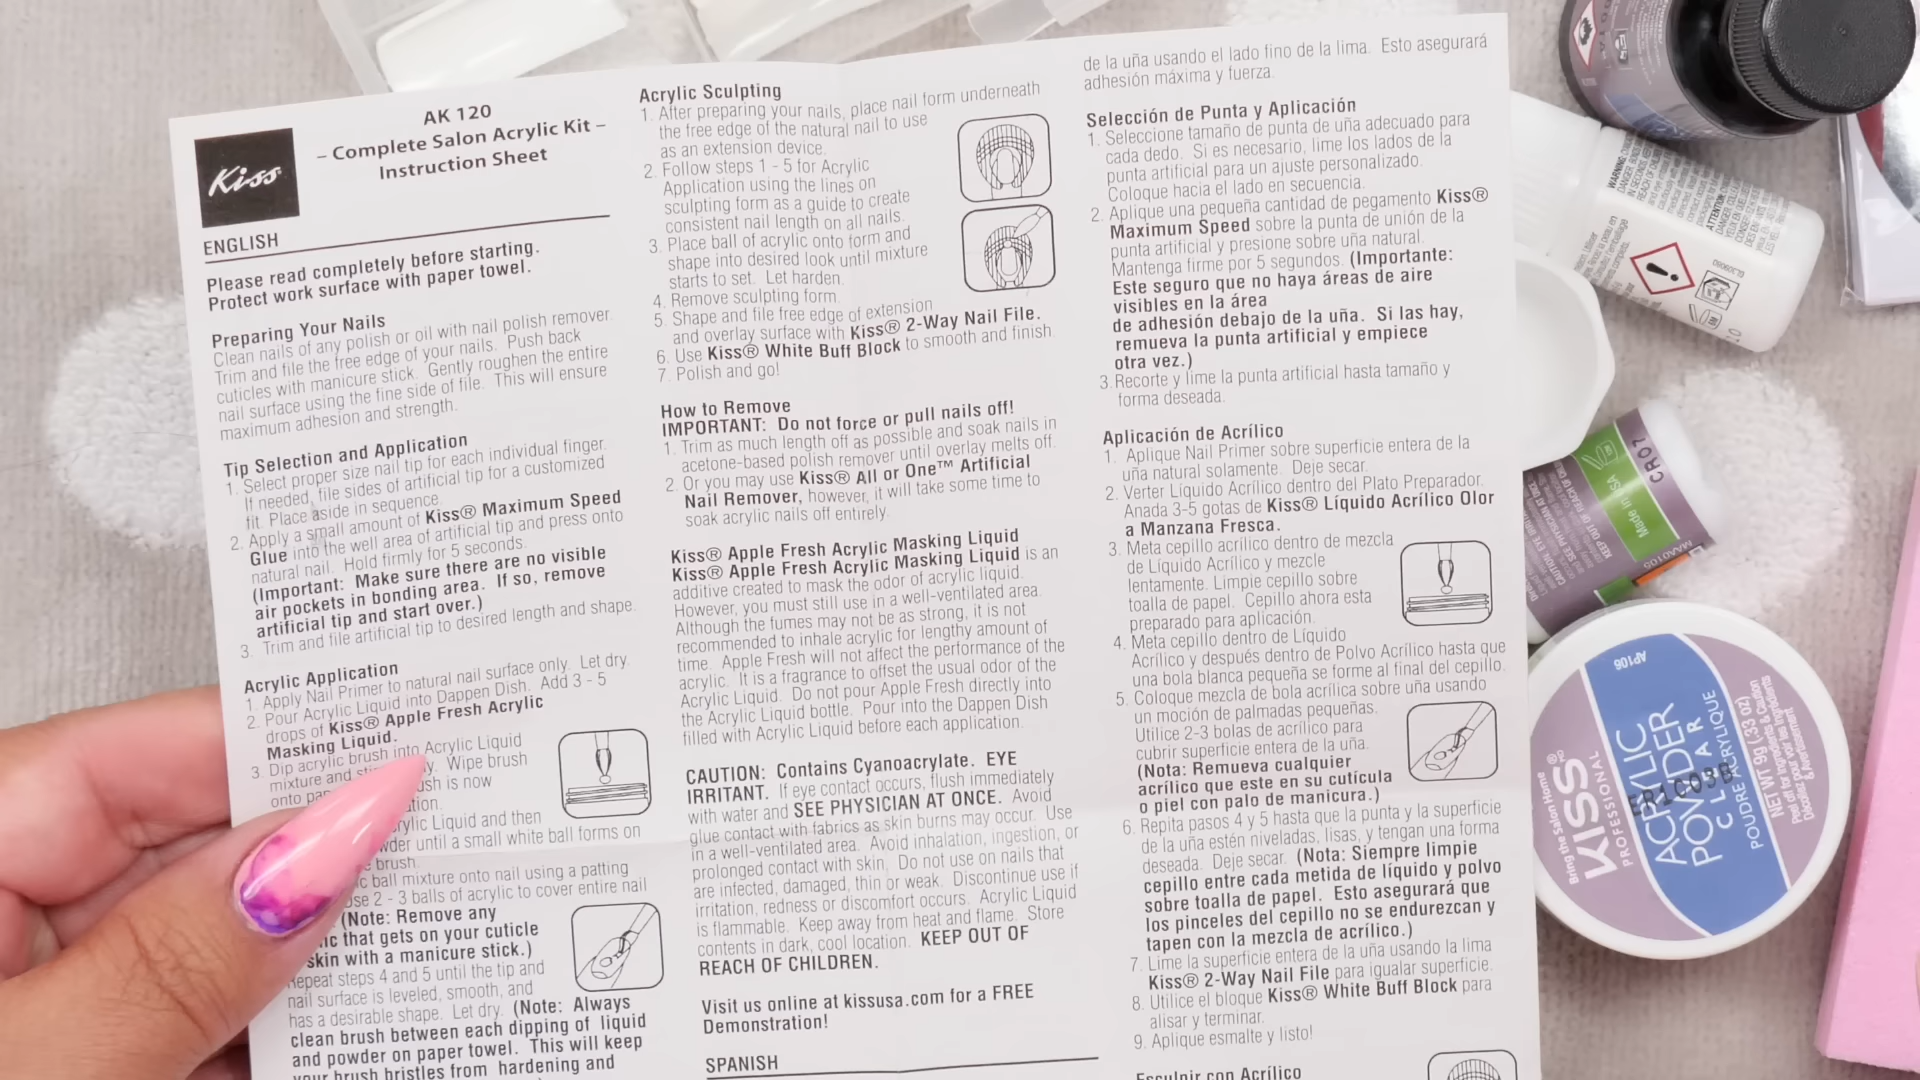 Kiss
AK 120
– Complete Salon Acrylic Kit –
Instruction Sheet
ENGLISH
Please read completely before starting.
Protect work surface with paper towel.
Preparing Your Nails
Clean nails of any polish or oil with nail polish remover.
Trim and file the free edge of your nails. Push back
cuticles with manicure stick. Gently roughen the entire
nail surface using the fine side of file. This will ensure
maximum adhesion and strength.
Tip Selection and Application
1. Select proper size nail tip for each individual finger.
If needed, file sides of artificial tip for a customized
fit. Place aside in sequence.
2. Apply a small amount of Kiss® Maximum Speed
Glue into the well area of artificial tip and press onto
natural nail. Hold firmly for 5 seconds.
(Important: Make sure there are no visible
air pockets in bonding area. If so, remove
artificial tip and start over.)
3. Trim and file artificial tip to desired length and shape.
Acrylic Application
1. Apply Nail Primer to natural nail surface only. Let dry.
2. Pour Acrylic Liquid into Dappen Dish. Add 3 - 5
drops of Kiss® Apple Fresh Acrylic
Masking Liquid.
3. Dip acrylic brush into Acrylic Liquid
mixture and Wipe brush
onto is now
Liquid and then
until a small white ball forms on
brush.
ball mixture onto nail using a patting
Use 2 - 3 balls of acrylic to cover entire nail
(Note: Remove any
that gets on your cuticle
skin with a manicure stick.)
Repeat steps 4 and 5 until the tip and
nail surface is leveled, smooth, and
has a desirable shape. Let dry. (Note: Always
clean brush between each dipping of liquid
and powder on paper towel. This will keep
your brush bristles from hardening and
Acrylic Sculpting
1. After preparing your nails, place nail form underneath
the free edge of the natural nail to use
as an extension device.
2. Follow steps 1 - 5 for Acrylic
Application using the lines on
sculpting form as a guide to create
consistent nail length on all nails.
3. Place ball of acrylic onto form and
shape into desired look until mixture
starts to set. Let harden.
4. Remove sculpting form.
5. Shape and file free edge of extension
and overlay surface with Kiss® 2-Way Nail File.
6. Use Kiss® White Buff Block to smooth and finish.
7. Polish and go!
How to Remove
IMPORTANT: Do not force or pull nails off!
1. Trim as much length off as possible and soak nails in
acetone-based polish remover until overlay melts off.
2. Or you may use Kiss® All or One™ Artificial
Nail Remover, however, it will take some time to
soak acrylic nails off entirely.
Kiss® Apple Fresh Acrylic Masking Liquid
Kiss® Apple Fresh Acrylic Masking Liquid is an
additive created to mask the odor of acrylic liquid.
However, you must still use in a well-ventilated area.
Although the fumes may not be as strong, it is not
recommended to inhale acrylic for lengthy amount of
time. Apple Fresh will not affect the performance of the
acrylic. It is a fragrance to offset the usual odor of the
Acrylic Liquid. Do not pour Apple Fresh directly into
the Acrylic Liquid bottle. Pour into the Dappen Dish
filled with Acrylic Liquid before each application.
CAUTION: Contains Cyanoacrylate. EYE
IRRITANT. If eye contact occurs, flush immediately
with water and SEE PHYSICIAN AT ONCE. Avoid
glue contact with fabrics as skin burns may occur. Use
in a well-ventilated area. Avoid inhalation, ingestion, or
prolonged contact with skin. Do not use on nails that
are infected, damaged, thin or weak. Discontinue use if
irritation, redness or discomfort occurs. Acrylic Liquid
is flammable. Keep away from heat and flame. Store
contents in dark, cool location. KEEP OUT OF
REACH OF CHILDREN.
Visit us online at kissusa.com for a FREE
Demonstration!
SPANISH
de la uña usando el lado fino de la lima. Esto asegurará
adhesión máxima y fuerza.
Selección de Punta y Aplicación
1. Seleccione tamaño de punta de uña adecuado para
cada dedo. Si es necesario, lime los lados de la
punta artificial para un ajuste personalizado.
Coloque hacia el lado en secuencia.
2. Aplique una pequeña cantidad de pegamento Kiss®
Maximum Speed sobre la punta de unión de la
punta artificial y presione sobre uña natural.
Mantenga firme por 5 segundos. (Importante:
Este seguro que no haya áreas de aire
visibles en la área
de adhesión debajo de la uña. Si las hay,
remueva la punta artificial y empiece
otra vez.)
3. Recorte y lime la punta artificial hasta tamaño y
forma deseada.
Aplicación de Acrílico
1. Aplique Nail Primer sobre superficie entera de la
uña natural solamente. Deje secar.
2. Verter Líquido Acrílico dentro del Plato Preparador.
Anada 3-5 gotas de Kiss® Líquido Acrílico Olor
a Manzana Fresca.
3. Meta cepillo acrílico dentro de mezcla
de Líquido Acrílico y mezcle
lentamente. Limpie cepillo sobre
toalla de papel. Cepillo ahora esta
preparado para aplicación.
4. Meta cepillo dentro de Líquido
Acrílico y después dentro de Polvo Acrílico hasta que
una bola blanca pequeña se forme al final del cepillo.
5. Coloque mezcla de bola acrílica sobre uña usando
un moción de palmadas pequeñas.
Utilice 2-3 bolas de acrílico para
cubrir superficie entera de la uña.
(Nota: Remueva cualquier
acrílico que este en su cutícula
o piel con palo de manicura.)
6. Repita pasos 4 y 5 hasta que la punta y la superficie
de la uña estén niveladas, lisas, y tengan una forma
deseada. Deje secar. (Nota: Siempre limpie
cepillo entre cada metida de líquido y polvo
sobre toalla de papel. Esto asegurará que
los pinceles del cepillo no se endurezcan y
tapen con la mezcla de acrílico.)
7. Lime la superficie entera de la uña usando la lima
Kiss® 2-Way Nail File para igualar superficie.
8. Utilice el bloque Kiss® White Buff Block para
alisar y terminar.
9. Aplique esmalte y listo!
Esculpir con Acrílico
CR07
Made in USA
AP106
Bring the Salon Home
KISS
PROFESSIONAL
ACRYLIC
POWDER
CLEAR
POUDRE ACRYLIQUE
NET WT 9g (.33 oz)